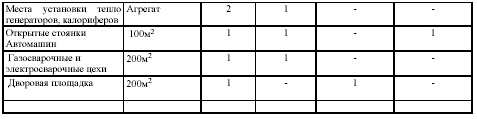 Места установки тепло Агрегат 2 1 - -
генераторов, калориферов
Открытые стоянки 100м2 1 1 - 1
Автомашин
Газосварочные и 200м2 1 1 - -
электросварочные цехи
Дворовая площадка 200м2 1 - 1 -